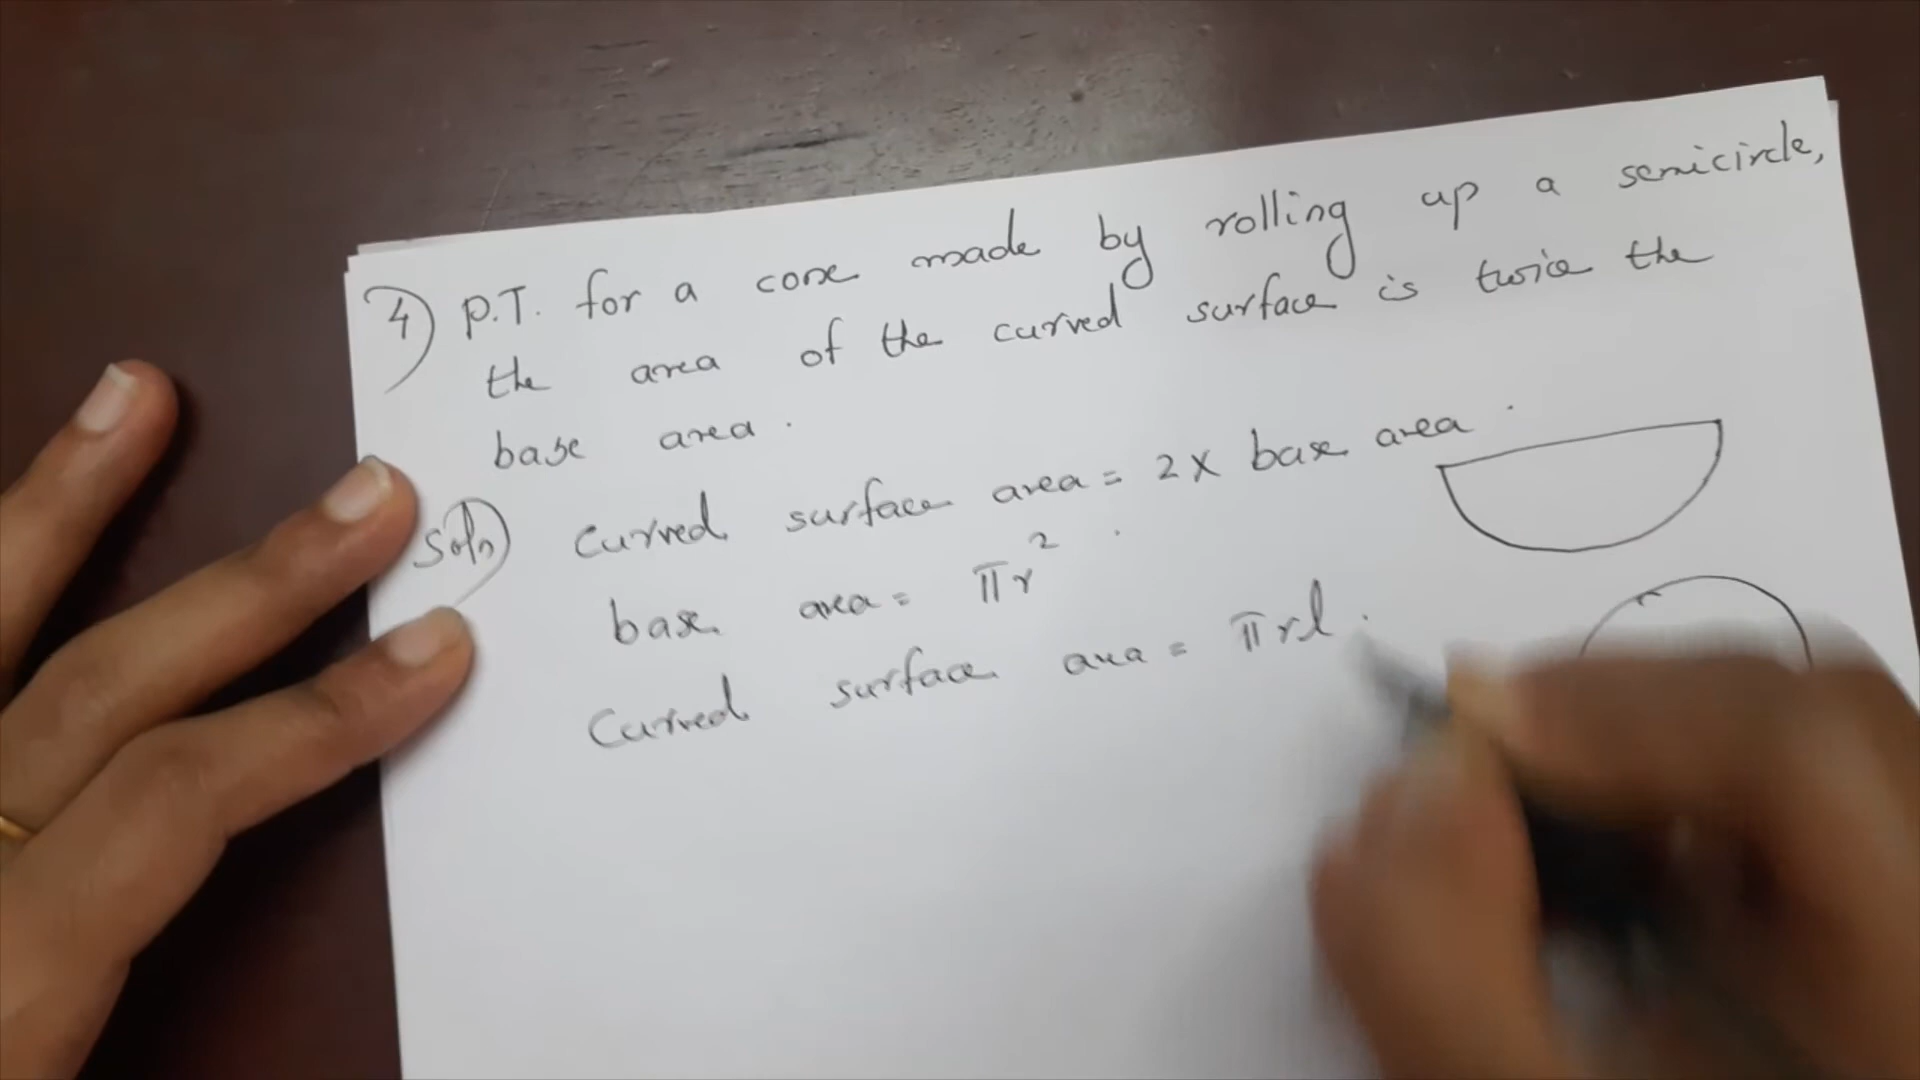 4) P.T. for a cone made by rolling up a semicircle,
the area of the curved surface is twice the
base area.
Soln) Curved surface area = 2 X base area.
base area = πr²
Curved surface area = πrl.